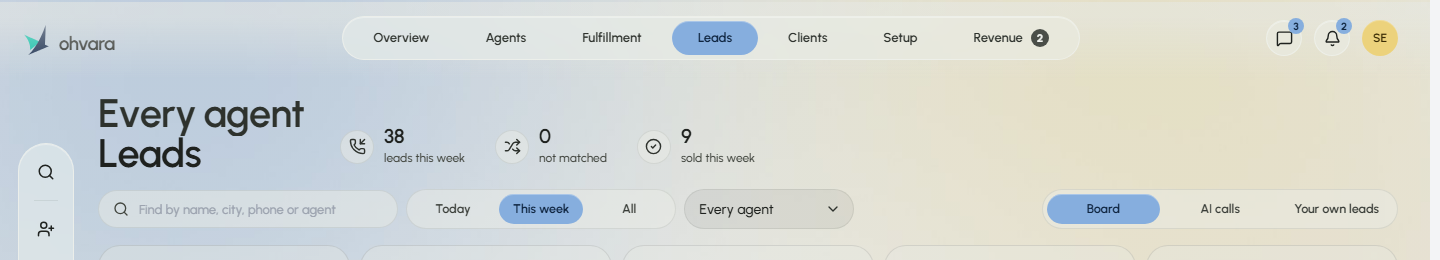 ohvara
Overview Agents Fulfillment Leads Clients Setup Revenue 2
3 2 SE
Every agent
Leads
38
leads this week
0
not matched
9
sold this week
Find by name, city, phone or agent
Today This week All
Every agent
Board AI calls Your own leads